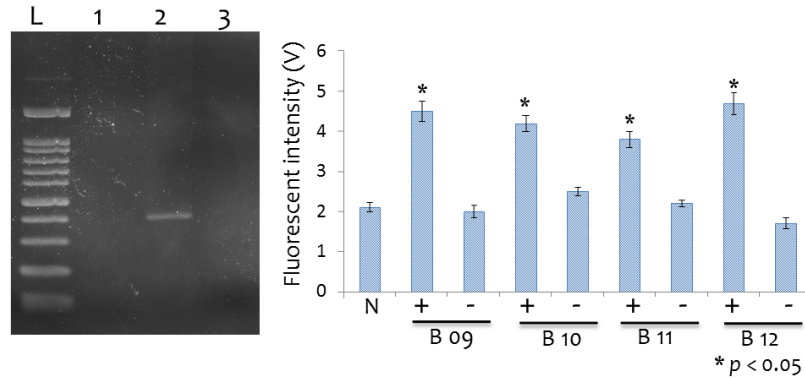 L 1 2 3
Fluorescent intensity (V)
6
5
4
3
2
1
0
* * * *
N + - + - + - + -
B 09 B 10 B 11 B 12
* p < 0.05